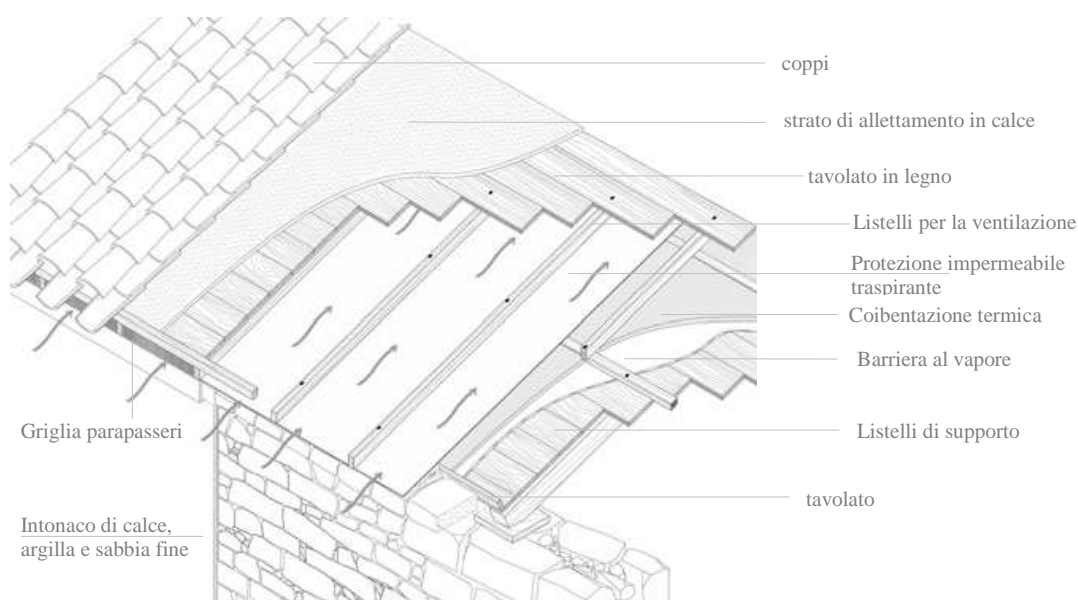 coppi
strato di allettamento in calce
tavolato in legno
Listelli per la ventilazione
Protezione impermeabile
traspirante
Coibentazione termica
Barriera al vapore
Griglia parapasseri
Listelli di supporto
tavolato
Intonaco di calce,
argilla e sabbia fine